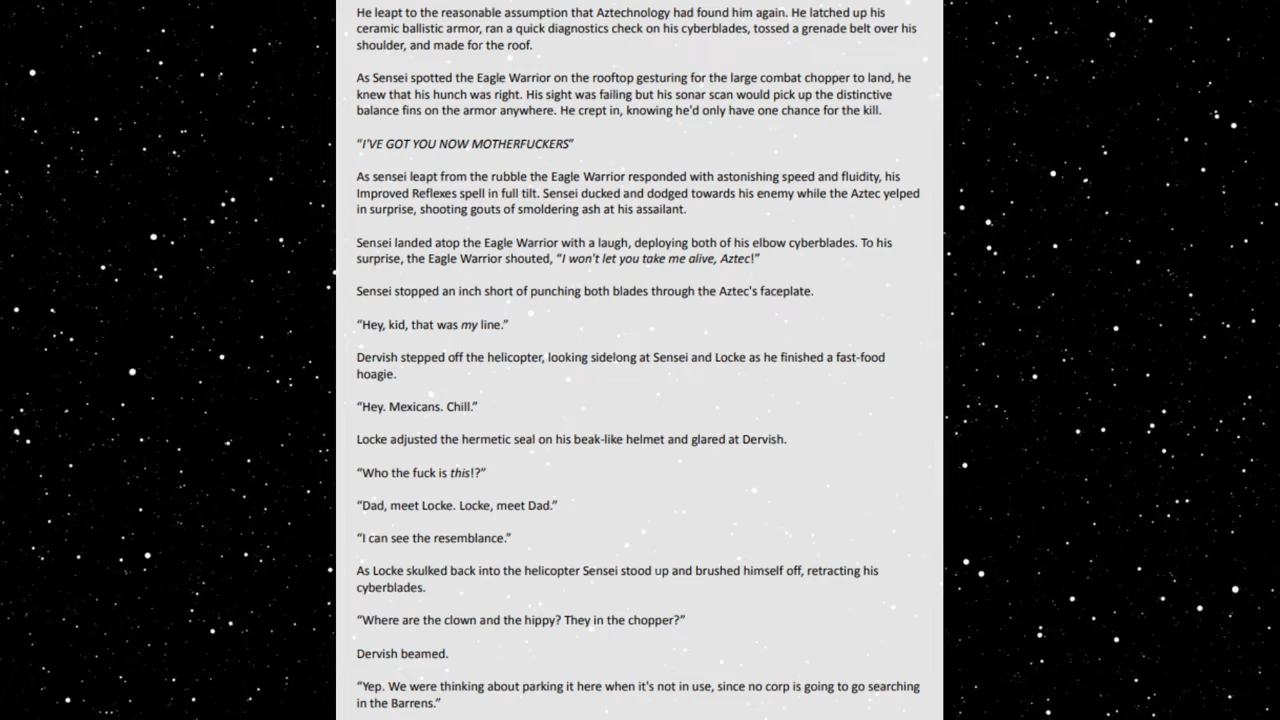 He leapt to the reasonable assumption that Aztechnology had found him again. He latched up his
ceramic ballistic armor, ran a quick diagnostics check on his cyberblades, tossed a grenade belt over his
shoulder, and made for the roof.
As Sensei spotted the Eagle Warrior on the rooftop gesturing for the large combat chopper to land, he
knew that his hunch was right. His sight was failing but his sonar scan would pick up the distinctive
balance fins on the armor anywhere. He crept in, knowing he'd only have one chance for the kill.
“I'VE GOT YOU NOW MOTHERFUCKERS”
As sensei leapt from the rubble the Eagle Warrior responded with astonishing speed and fluidity, his
Improved Reflexes spell in full tilt. Sensei ducked and dodged towards his enemy while the Aztec yelped
in surprise, shooting gouts of smoldering ash at his assailant.
Sensei landed atop the Eagle Warrior with a laugh, deploying both of his elbow cyberblades. To his
surprise, the Eagle Warrior shouted, “I won't let you take me alive, Aztec!”
Sensei stopped an inch short of punching both blades through the Aztec's faceplate.
“Hey, kid, that was my line.”
Dervish stepped off the helicopter, looking sidelong at Sensei and Locke as he finished a fast-food
hoagie.
“Hey. Mexicans. Chill.”
Locke adjusted the hermetic seal on his beak-like helmet and glared at Dervish.
“Who the fuck is this!?”
“Dad, meet Locke. Locke, meet Dad.”
“I can see the resemblance.”
As Locke skulked back into the helicopter Sensei stood up and brushed himself off, retracting his
cyberblades.
“Where are the clown and the hippy? They in the chopper?”
Dervish beamed.
“Yep. We were thinking about parking it here when it's not in use, since no corp is going to go searching
in the Barrens.”